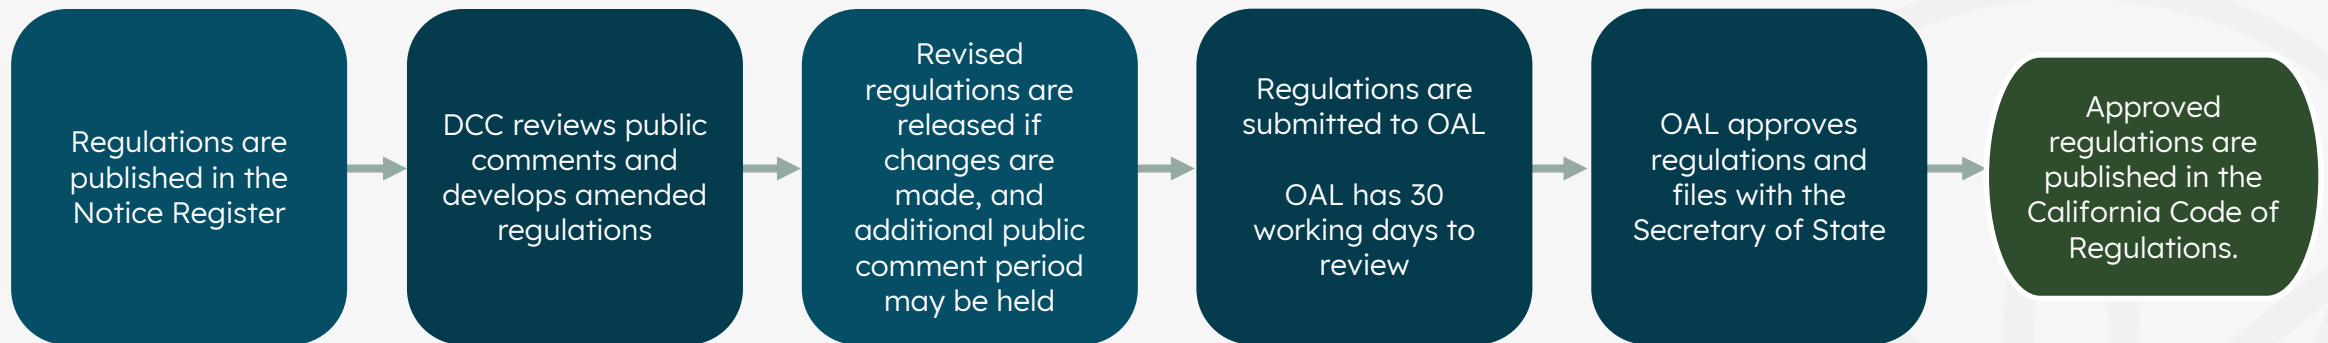 Regulations are
published in the
Notice Register
DCC reviews public
comments and
develops amended
regulations
Revised
regulations are
released if
changes are
made, and
additional public
comment period
may be held
Regulations are
submitted to OAL
OAL has 30
working days to
review
OAL approves
regulations and
files with the
Secretary of State
Approved
regulations are
published in the
California Code of
Regulations.